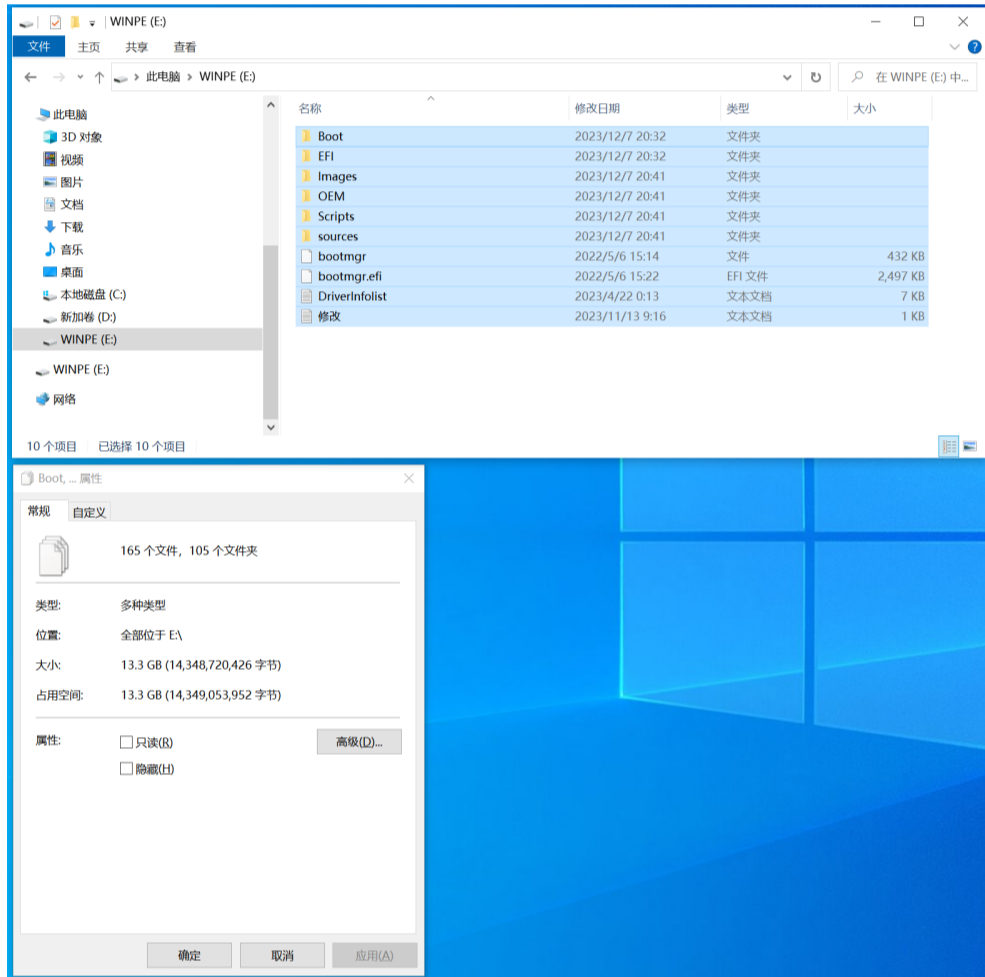 WINPE (E:)
文件 主页 共享 查看
此电脑 WINPE (E:) 在 WINPE (E:) 中...
此电脑
3D 对象
视频
图片
文档
下载
音乐
桌面
本地磁盘 (C:)
新加卷 (D:)
WINPE (E:)
WINPE (E:)
网络
名称 修改日期 类型 大小
Boot 2023/12/7 20:32 文件夹
EFI 2023/12/7 20:32 文件夹
Images 2023/12/7 20:41 文件夹
OEM 2023/12/7 20:41 文件夹
Scripts 2023/12/7 20:41 文件夹
sources 2023/12/7 20:41 文件夹
bootmgr 2022/5/6 15:14 文件 432 KB
bootmgr.efi 2022/5/6 15:22 EFI 文件 2,497 KB
DriverInfolist 2023/4/22 0:13 文本文档 7 KB
修改 2023/11/13 9:16 文本文档 1 KB
10 个项目 已选择 10 个项目
Boot, ... 属性
常规 自定义
165 个文件，105 个文件夹
类型: 多种类型
位置: 全部位于 E:\
大小: 13.3 GB (14,348,720,426 字节)
占用空间: 13.3 GB (14,349,053,952 字节)
属性: 只读(R) 高级(D)...
隐藏(H)
确定 取消 应用(A)